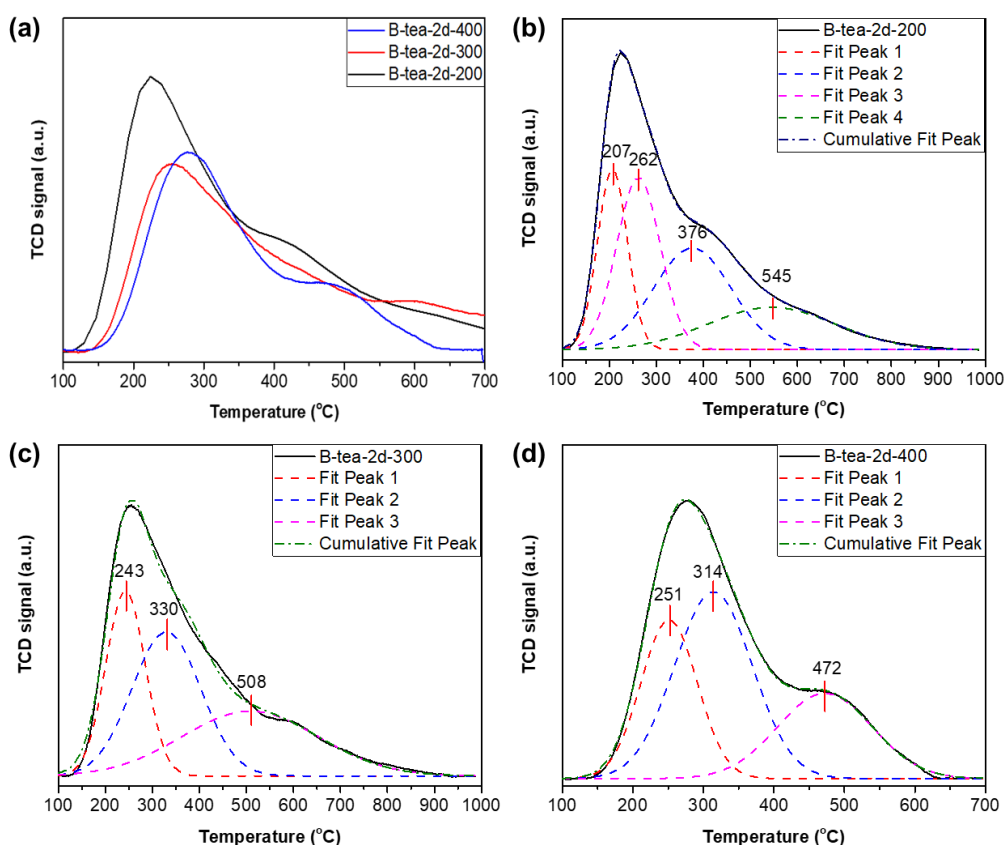 (a)
B-tea-2d-400
B-tea-2d-300
B-tea-2d-200
TCD signal (a.u.)
100 200 300 400 500 600 700
Temperature (°C)
(b)
B-tea-2d-200
Fit Peak 1
Fit Peak 2
Fit Peak 3
Fit Peak 4
Cumulative Fit Peak
207 262
376
545
TCD signal (a.u.)
100 200 300 400 500 600 700 800 900 1000
Temperature (°C)
(c)
B-tea-2d-300
Fit Peak 1
Fit Peak 2
Fit Peak 3
Cumulative Fit Peak
243
330
508
TCD signal (a.u.)
100 200 300 400 500 600 700 800 900 1000
Temperature (°C)
(d)
B-tea-2d-400
Fit Peak 1
Fit Peak 2
Fit Peak 3
Cumulative Fit Peak
251
314
472
TCD signal (a.u.)
100 200 300 400 500 600 700
Temperature (°C)